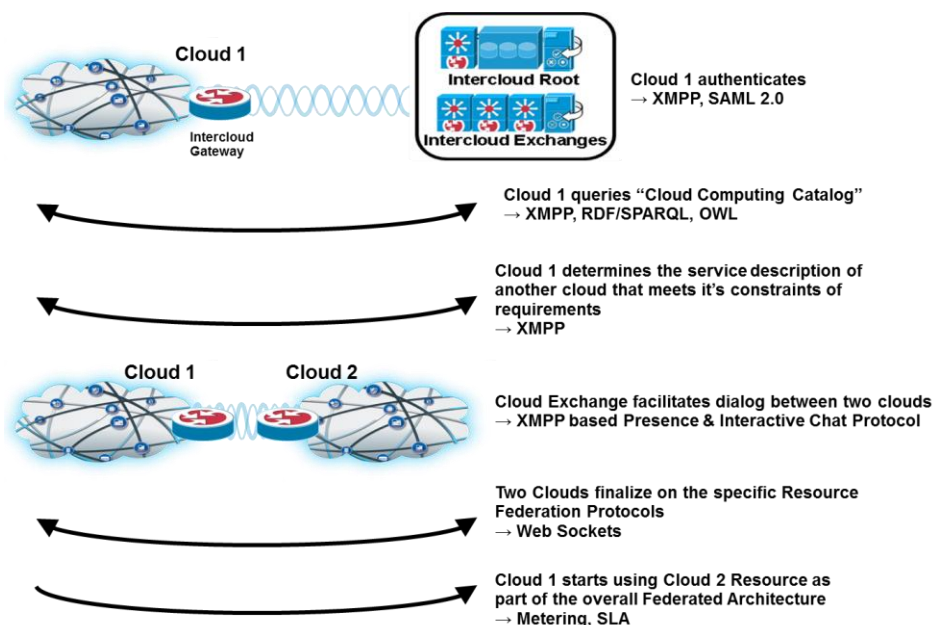 Cloud 1
Intercloud
Gateway
Intercloud Root
Intercloud Exchanges
Cloud 1 authenticates
→ XMPP, SAML 2.0
Cloud 1 queries “Cloud Computing Catalog”
→ XMPP, RDF/SPARQL, OWL
Cloud 1 determines the service description of
another cloud that meets it’s constraints of
requirements
→ XMPP
Cloud 1
Cloud 2
Cloud Exchange facilitates dialog between two clouds
→ XMPP based Presence & Interactive Chat Protocol
Two Clouds finalize on the specific Resource
Federation Protocols
→ Web Sockets
Cloud 1 starts using Cloud 2 Resource as
part of the overall Federated Architecture
→ Metering, SLA